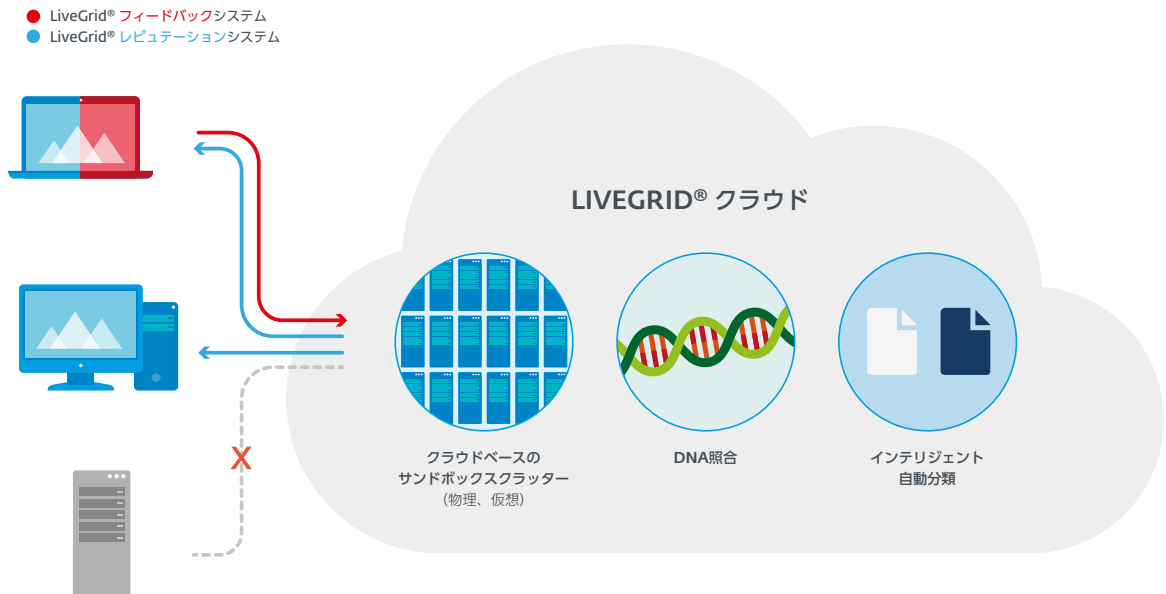 LiveGrid® フィードバックシステム
LiveGrid® レピュテーションシステム
LIVEGRID® クラウド
X
クラウドベースの
サンドボックスクラッター
(物理、仮想)
DNA照合
インテリジェント
自動分類